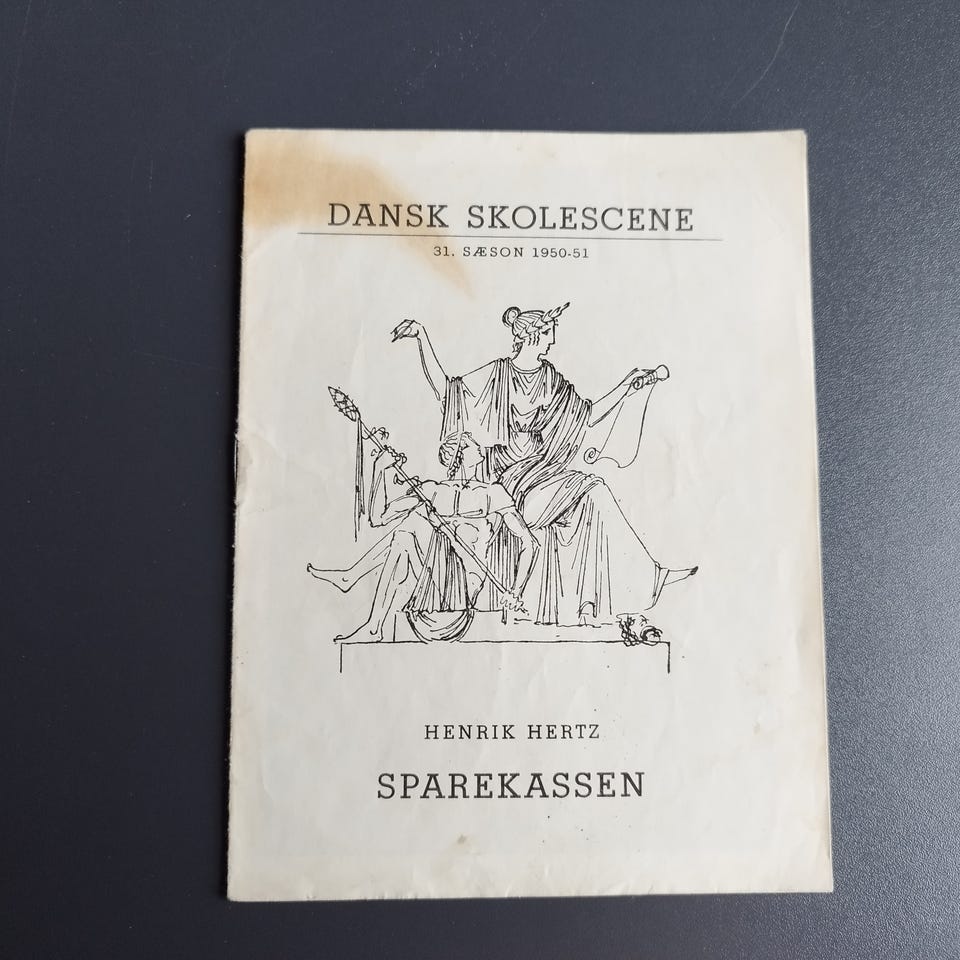 DANSK SKOLESCENE
31. SÆSON 1950-51
HENRIK HERTZ
SPAREKASSEN